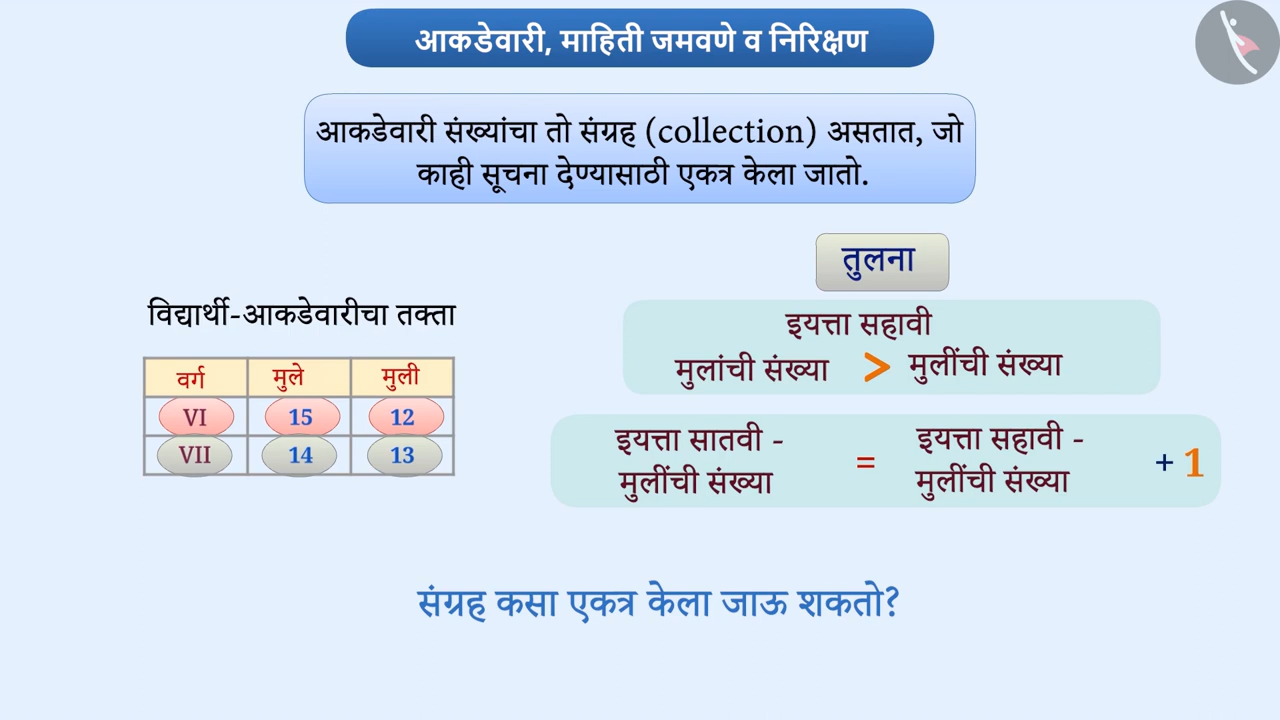 आकडेवारी, माहिती जमवणे व निरिक्षण
आकडेवारी संख्यांचा तो संग्रह (collection) असतात, जो
काही सूचना देण्यासाठी एकत्र केला जातो.
विद्यार्थी-आकडेवारीचा तक्ता
वर्ग मुले मुली
VI 15 12
VII 14 13
तुलना
इयत्ता सहावी
मुलांची संख्या > मुलींची संख्या
इयत्ता सातवी - इयत्ता सहावी -
मुलींची संख्या = मुलींची संख्या + 1
संग्रह कसा एकत्र केला जाऊ शकतो?